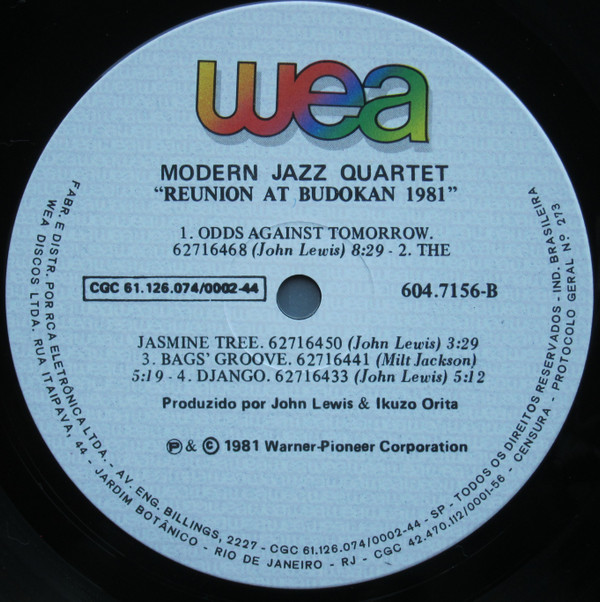 wea
MODERN JAZZ QUARTET
"REUNION AT BUDOKAN 1981"
1. ODDS AGAINST TOMORROW.
62716468 (John Lewis) 8:29 - 2. THE
CGC 61.126.074/0002-44
604.7156-B
JASMINE TREE. 62716450 (John Lewis) 3:29
3. BAGS' GROOVE. 62716441 (Milt Jackson)
5:19 - 4. DJANGO. 62716433 (John Lewis) 5:12
Produzido por John Lewis & Ikuzo Orita
℗ & © 1981 Warner-Pioneer Corporation
FABR. E DISTR. POR RCA ELETRÔNICA LTDA. - AV. ENG. BILLINGS, 2227 - CGC 61.126.074/0002-44 - SP - TODOS OS DIREITOS RESERVADOS - IND. BRASILEIRA
WEA DISCOS LTDA. RUA ITAIPAVA, 44 - JARDIM BOTÂNICO - RIO DE JANEIRO - RJ - CGC 42.470.112/0001-56 - CENSURA - PROTOCOLO GERAL Nº 273